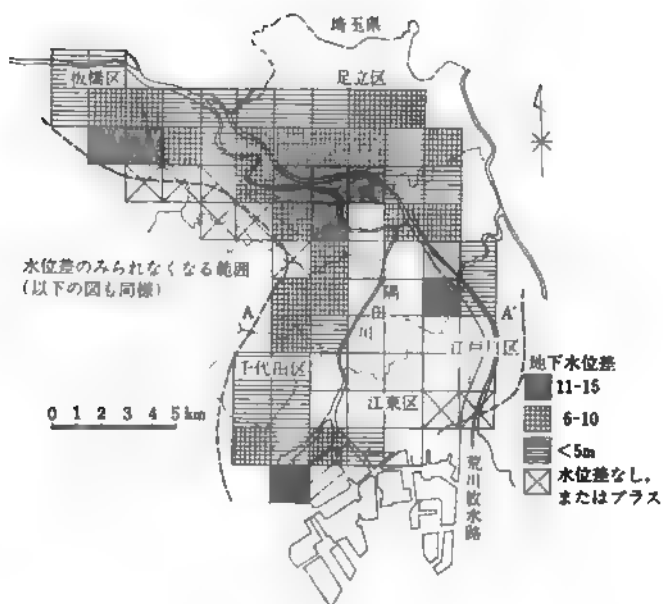 埼玉県
板橋区
足立区
水位差のみられなくなる範囲
(以下の図も同様)
A
隅田川
A'
江戸川区
千代田区
江東区
0 1 2 3 4 5 km
荒川放水路
地下水位差
11-15
6-10
<5m
水位差なし,
またはプラス